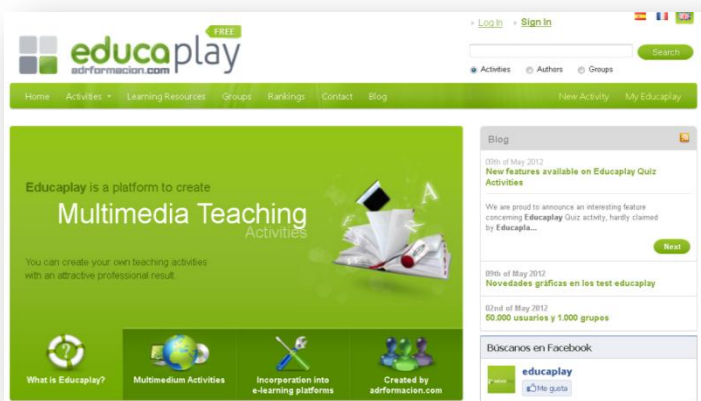 Log In Sign In
FREE
educaplay
adrformacion.com
Search
Activities Authors Groups
Home Activities Learning Resources Groups Rankings Contact Blog New Activity My Educaplay
Educaplay is a platform to create
Multimedia Teaching
Activities
You can create your own teaching activities
with an attractive professional result.
What is Educaplay?
Multimedium Activities
Incorporation into
e-learning platforms
Created by
adrformacion.com
Blog
09th of May 2012
New features available on Educaplay Quiz
Activities
We are proud to announce an interesting feature
concerning Educaplay Quiz activity, hardly claimed
by Educapla...
Next
09th of May 2012
Novedades gráficas en los test educaplay
02nd of May 2012
50.000 usuarios y 1.000 grupos
Búscanos en Facebook
educaplay
Me gusta